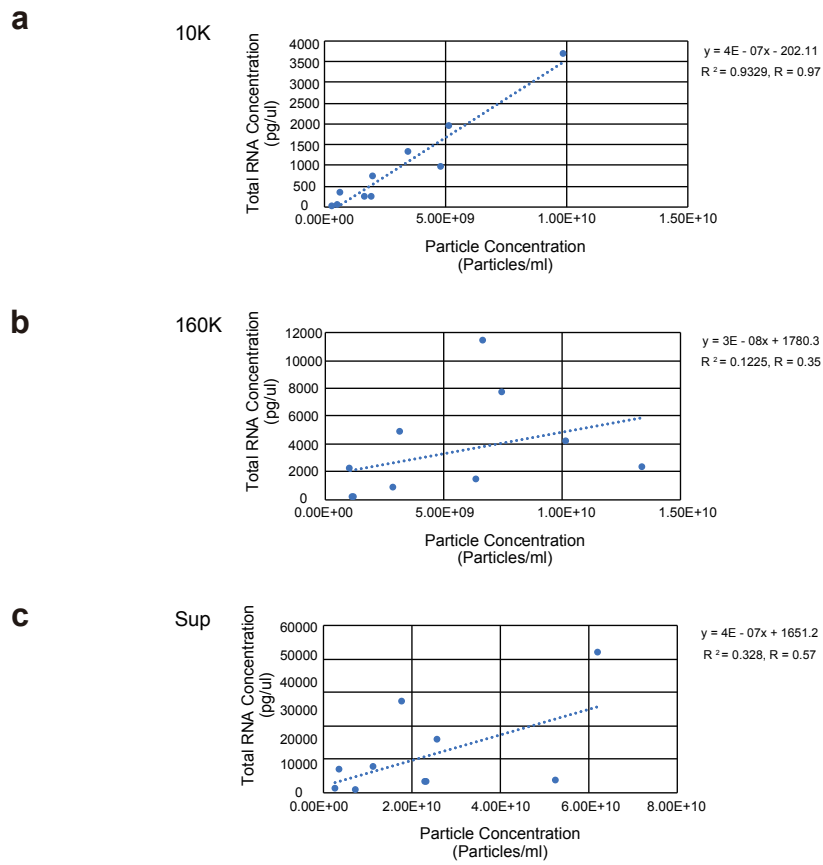 a
10K
Total RNA Concentration
(pg/ul)
4000
3500
3000
2500
2000
1500
1000
500
0
0.00E+00 5.00E+09 1.00E+10 1.50E+10
Particle Concentration
(Particles/ml)
y = 4E - 07x - 202.11
R ² = 0.9329, R = 0.97
b
160K
Total RNA Concentration
(pg/ul)
12000
10000
8000
6000
4000
2000
0
0.00E+00 5.00E+09 1.00E+10 1.50E+10
Particle Concentration
(Particles/ml)
y = 3E - 08x + 1780.3
R ² = 0.1225, R = 0.35
c
Sup
Total RNA Concentration
(pg/ul)
60000
50000
40000
30000
20000
10000
0
0.00E+00 2.00E+10 4.00E+10 6.00E+10 8.00E+10
Particle Concentration
(Particles/ml)
y = 4E - 07x + 1651.2
R ² = 0.328, R = 0.57